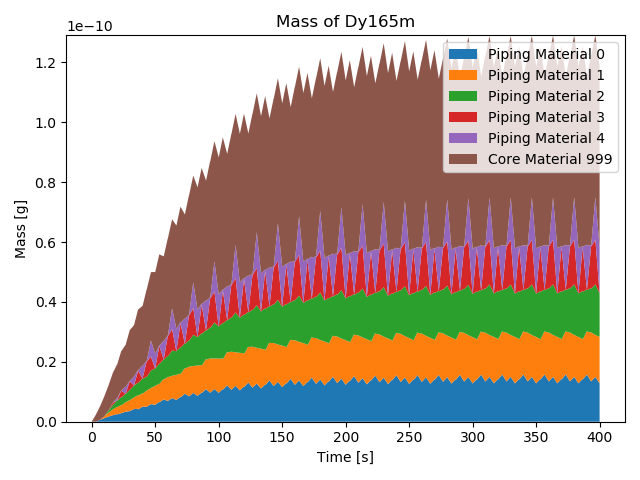 Mass of Dy165m
1e−10
Piping Material 0
Piping Material 1
Piping Material 2
Piping Material 3
Piping Material 4
Core Material 999
1.2
1.0
0.8
0.6
0.4
0.2
0.0
Mass [g]
0 50 100 150 200 250 300 350 400
Time [s]